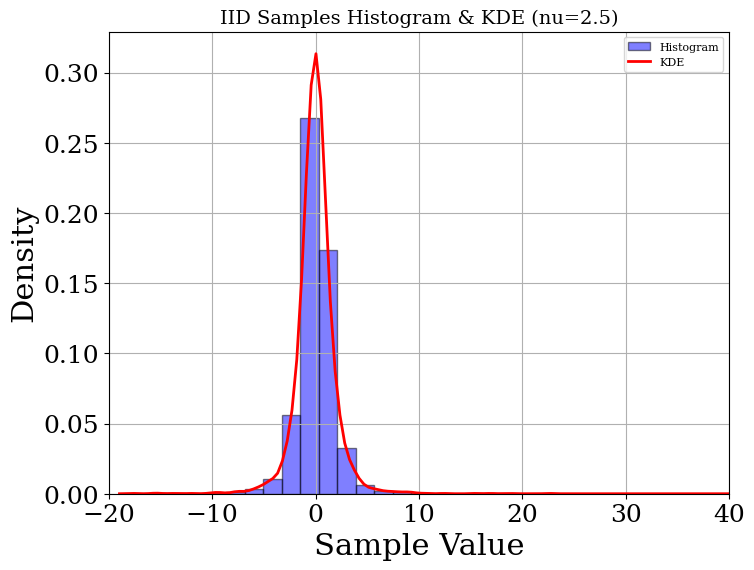 IID Samples Histogram & KDE (nu=2.5)
Histogram
KDE
Density
0.30
0.25
0.20
0.15
0.10
0.05
0.00
−20
−10
0
10
20
30
40
Sample Value